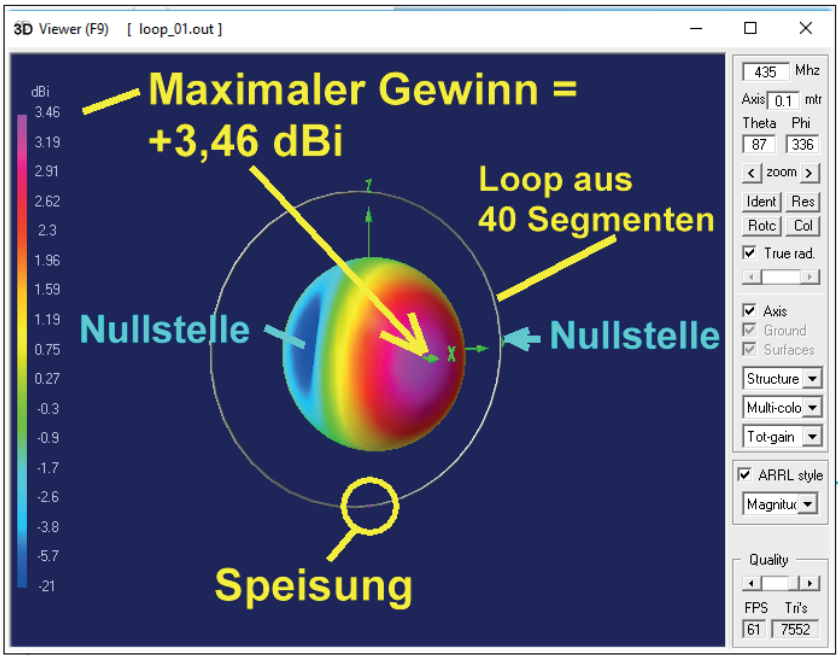 3D Viewer (F9) [ loop_01.out ]
dBi
3.46
3.19
2.91
2.62
2.3
1.96
1.59
1.19
0.75
0.27
-0.3
-0.9
-1.7
-2.6
-3.8
-5.7
-21
Maximaler Gewinn =
+3,46 dBi
Loop aus
40 Segmenten
Nullstelle
Nullstelle
Speisung
Z
X
435 Mhz
Axis 0.1 mtr
Theta Phi
87 336
< zoom >
Ident Res
Rotc Col
True rad.
Axis
Ground
Surfaces
Structure
Multi-colo
Tot-gain
ARRL style
Magnituc
Quality
FPS Tri's
61 7552